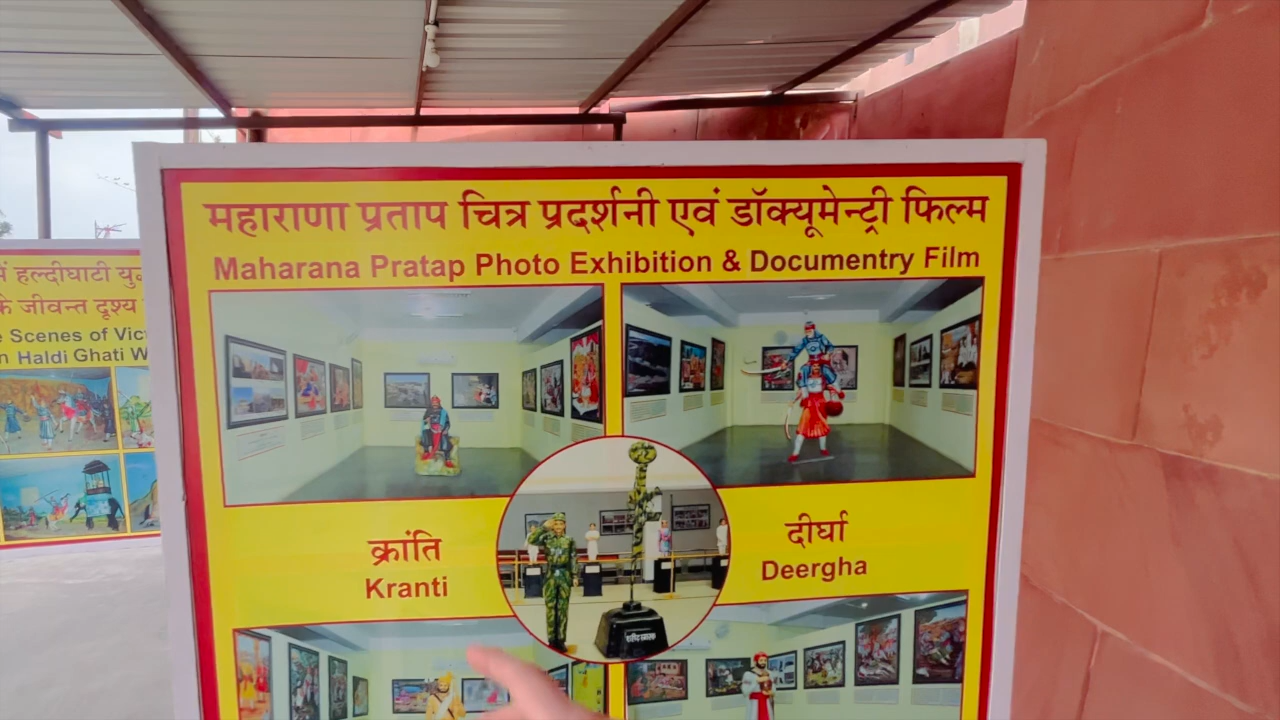 महाराणा प्रताप चित्र प्रदर्शनी एवं डॉक्यूमेन्ट्री फिल्म
Maharana Pratap Photo Exhibition & Documentry Film
क्रांति
Kranti
दीर्घा
Deergha
हल्दीघाटी
के जीवन्त दृश्य
Scenes of
Haldi Ghati